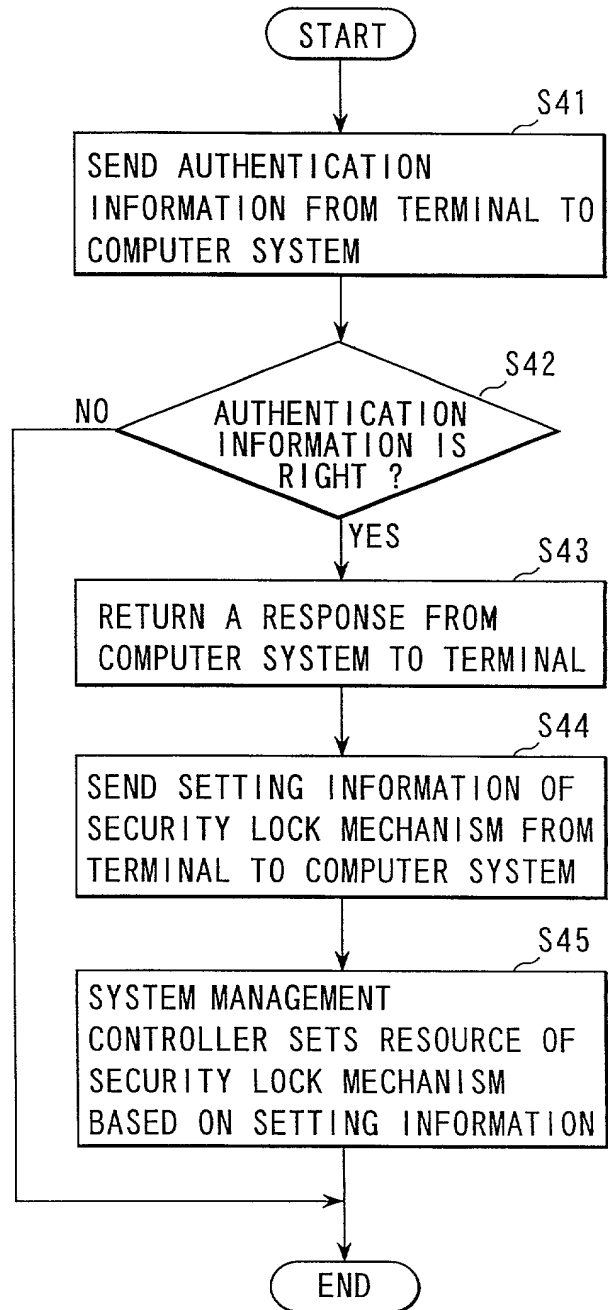 START
S41
SEND AUTHENTICATION
INFORMATION FROM TERMINAL TO
COMPUTER SYSTEM
S42
NO
AUTHENTICATION
INFORMATION IS
RIGHT ?
YES
S43
RETURN A RESPONSE FROM
COMPUTER SYSTEM TO TERMINAL
S44
SEND SETTING INFORMATION OF
SECURITY LOCK MECHANISM FROM
TERMINAL TO COMPUTER SYSTEM
S45
SYSTEM MANAGEMENT
CONTROLLER SETS RESOURCE OF
SECURITY LOCK MECHANISM
BASED ON SETTING INFORMATION
END